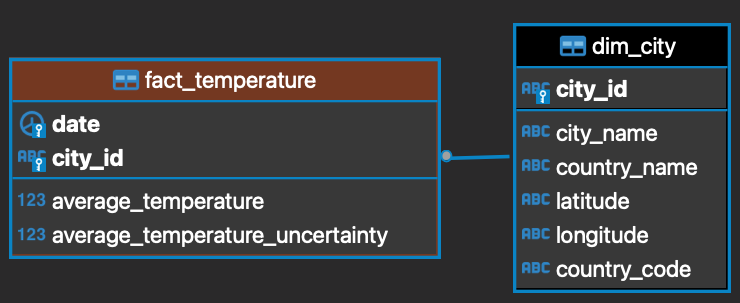 fact_temperature
date
ABC city_id
123 average_temperature
123 average_temperature_uncertainty
dim_city
ABC city_id
ABC city_name
ABC country_name
ABC latitude
ABC longitude
ABC country_code